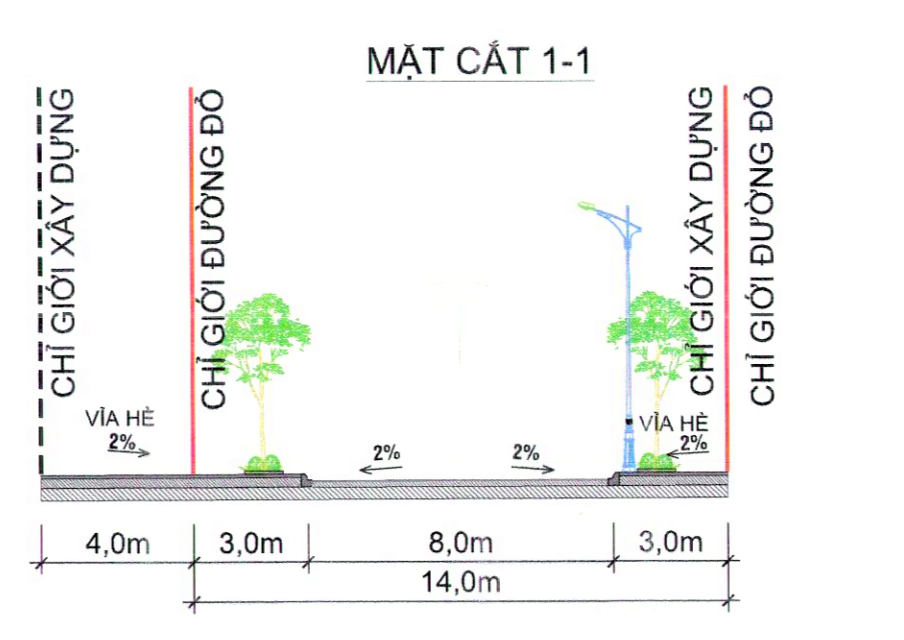 MẶT CẮT 1-1
CHỈ GIỚI XÂY DỰNG
CHỈ GIỚI ĐƯỜNG ĐỎ
CHỈ GIỚI XÂY DỰNG
CHỈ GIỚI ĐƯỜNG ĐỎ
VỈA HÈ
2%
2%
2%
VỈA HÈ
2%
4,0m
3,0m
8,0m
3,0m
14,0m